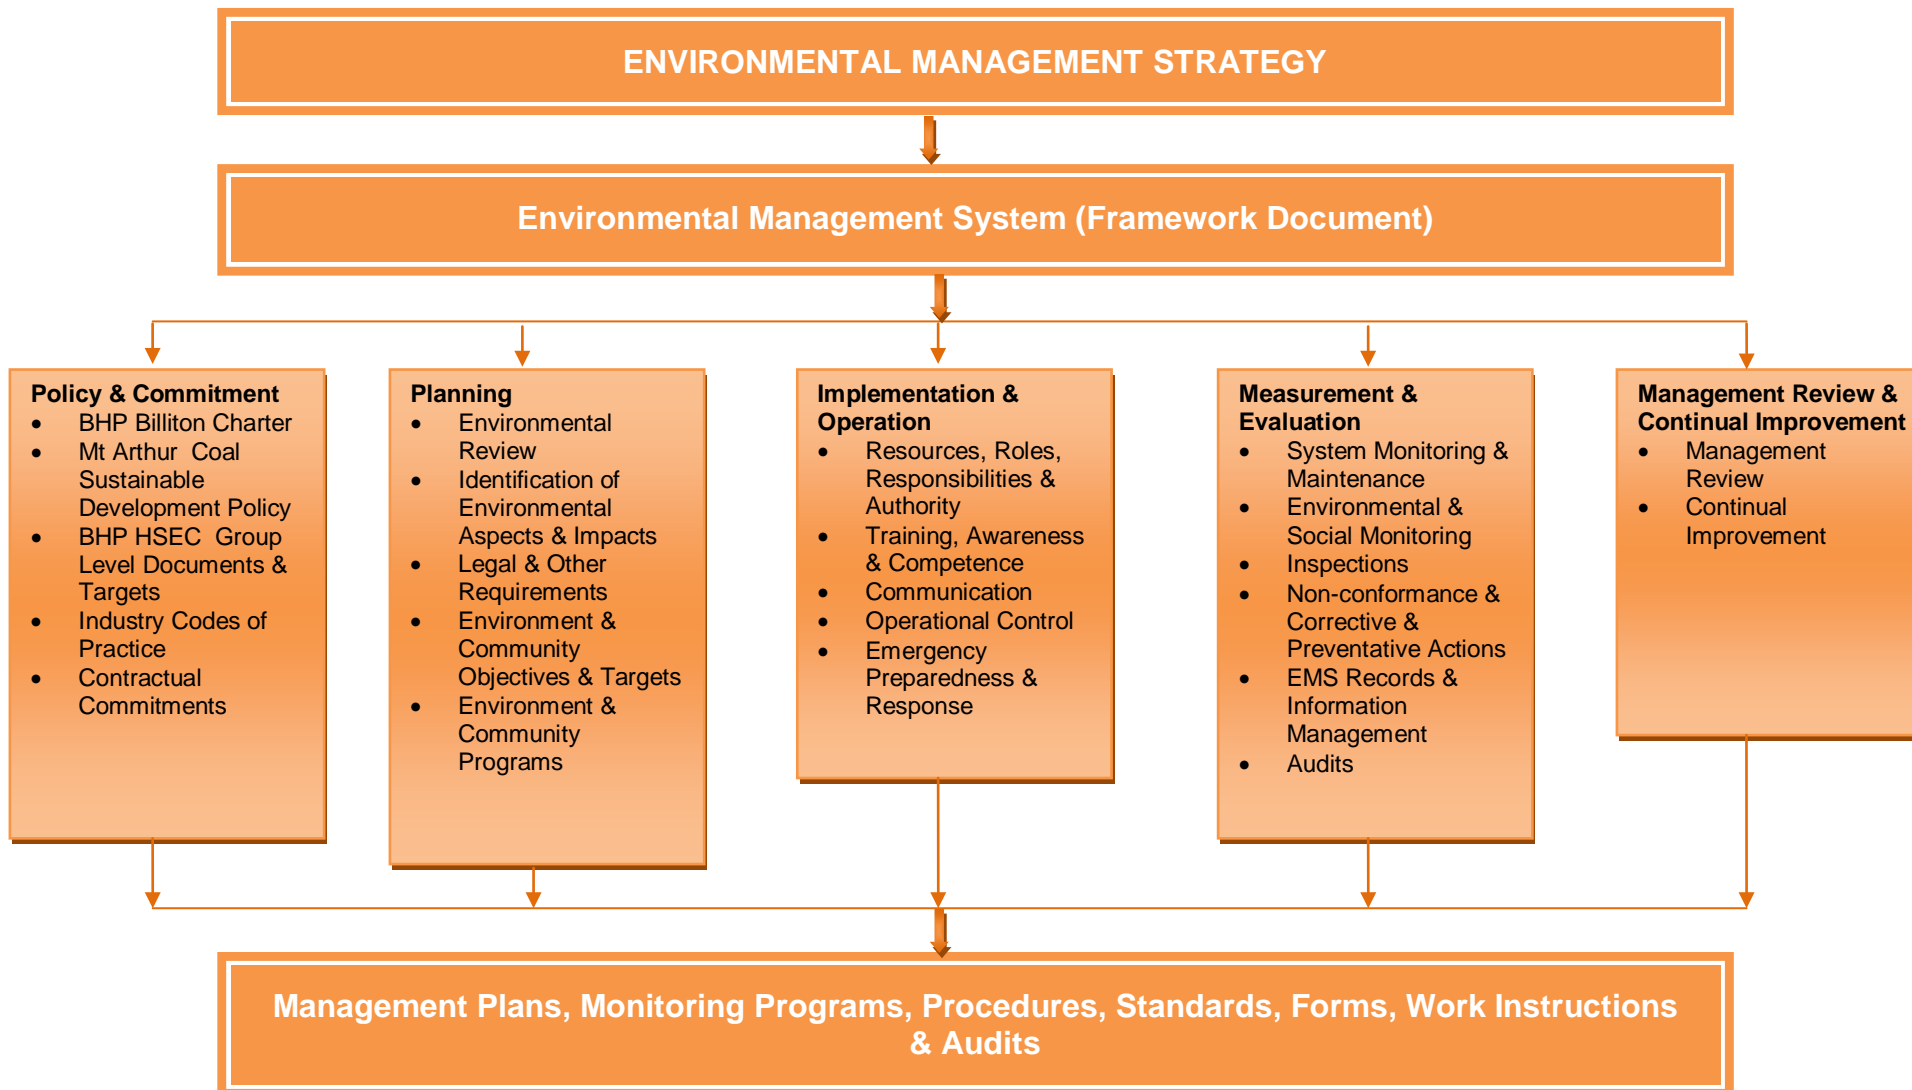 ENVIRONMENTAL MANAGEMENT STRATEGY
Environmental Management System (Framework Document)
Policy & Commitment
• BHP Billiton Charter
• Mt Arthur Coal
Sustainable
Development Policy
• BHP HSEC Group
Level Documents &
Targets
• Industry Codes of
Practice
• Contractual
Commitments
Planning
• Environmental
Review
• Identification of
Environmental
Aspects & Impacts
• Legal & Other
Requirements
• Environment &
Community
Objectives & Targets
• Environment &
Community
Programs
Implementation &
Operation
• Resources, Roles,
Responsibilities &
Authority
• Training, Awareness
& Competence
• Communication
• Operational Control
• Emergency
Preparedness &
Response
Measurement &
Evaluation
• System Monitoring &
Maintenance
• Environmental &
Social Monitoring
• Inspections
• Non-conformance &
Corrective &
Preventative Actions
• EMS Records &
Information
Management
• Audits
Management Review &
Continual Improvement
• Management
Review
• Continual
Improvement
Management Plans, Monitoring Programs, Procedures, Standards, Forms, Work Instructions
& Audits